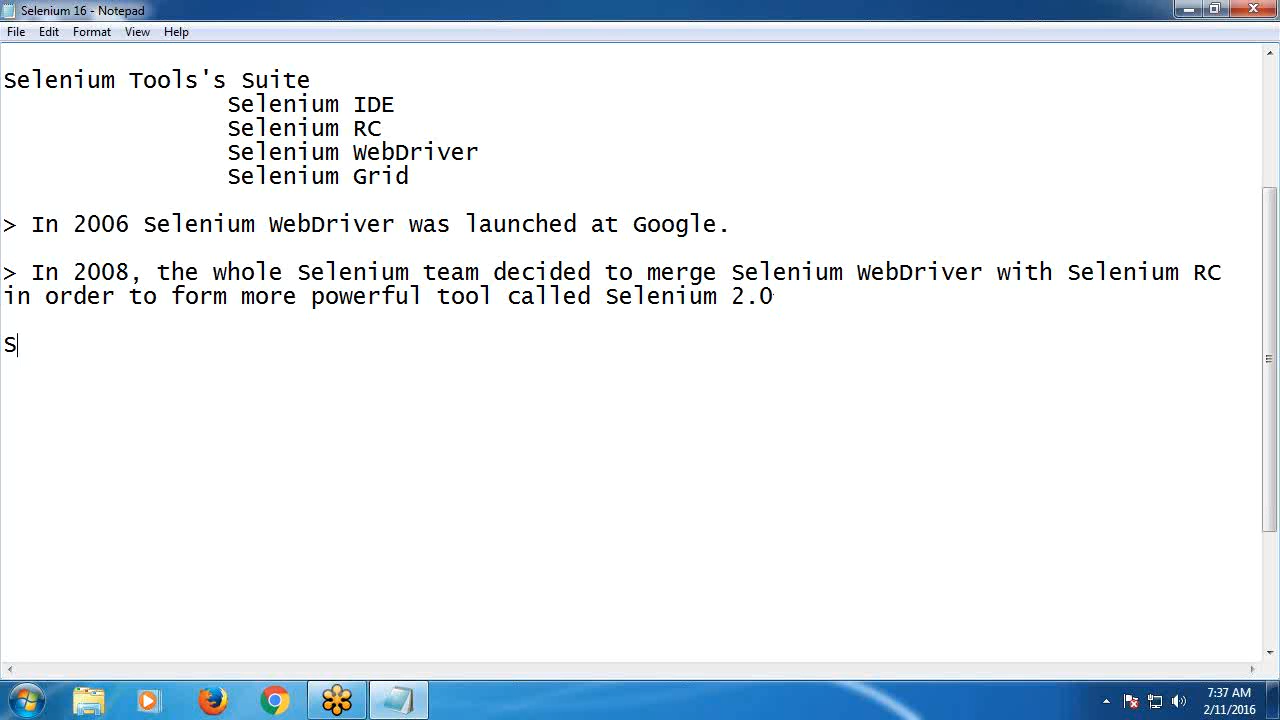 Selenium 16 - Notepad
File Edit Format View Help
Selenium Tools's Suite
Selenium IDE
Selenium RC
Selenium WebDriver
Selenium Grid
> In 2006 Selenium WebDriver was launched at Google.
> In 2008, the whole Selenium team decided to merge Selenium WebDriver with Selenium RC
in order to form more powerful tool called Selenium 2.0
S
7:37 AM
2/11/2016